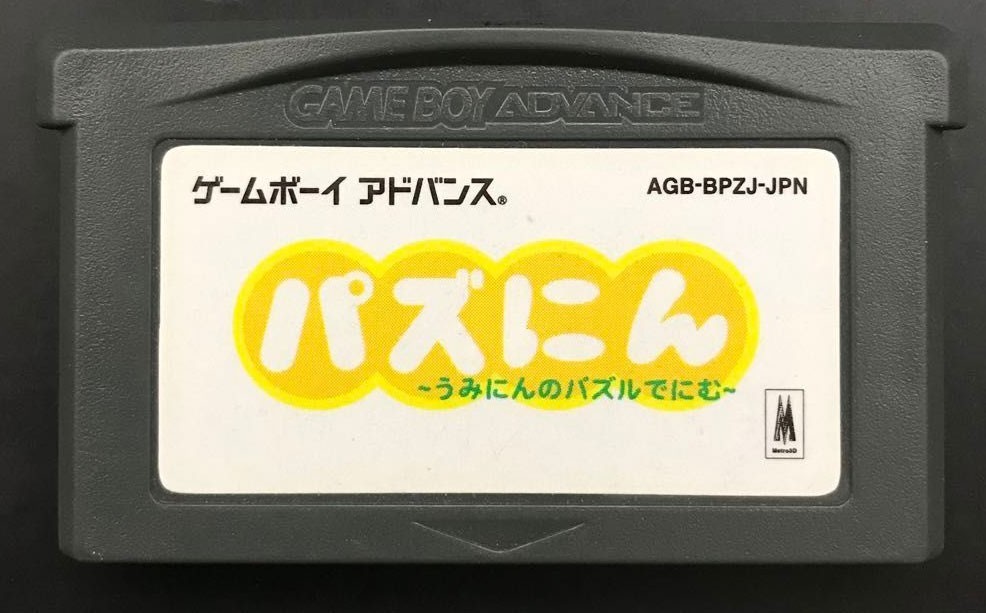 GAME BOY ADVANCE
ゲームボーイ アドバンス®
AGB-BPZJ-JPN
パズにん
~うみにんのパズルでにむ~
M
Metro3D